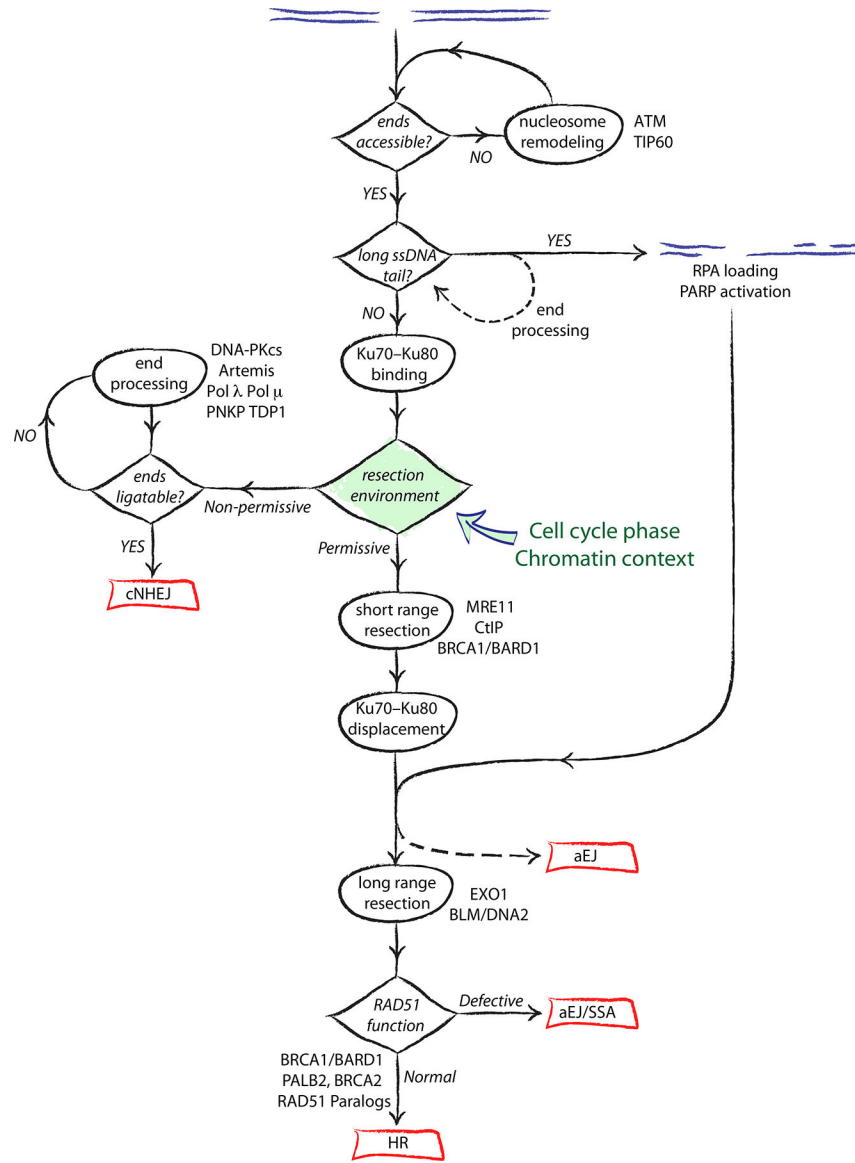 ends
accessible?
NO
nucleosome
remodeling
ATM
TIP60
YES
long ssDNA
tail?
YES
RPA loading
PARP activation
end
processing
NO
Ku70–Ku80
binding
end
processing
DNA-PKcs
Artemis
Pol λ Pol μ
PNKP TDP1
NO
ends
ligatable?
Non-permissive
YES
cNHEJ
resection
environment
Cell cycle phase
Chromatin context
Permissive
short range
resection
MRE11
CtIP
BRCA1/BARD1
Ku70–Ku80
displacement
aEJ
long range
resection
EXO1
BLM/DNA2
RAD51
function
Defective
aEJ/SSA
BRCA1/BARD1
PALB2, BRCA2
RAD51 Paralogs
Normal
HR